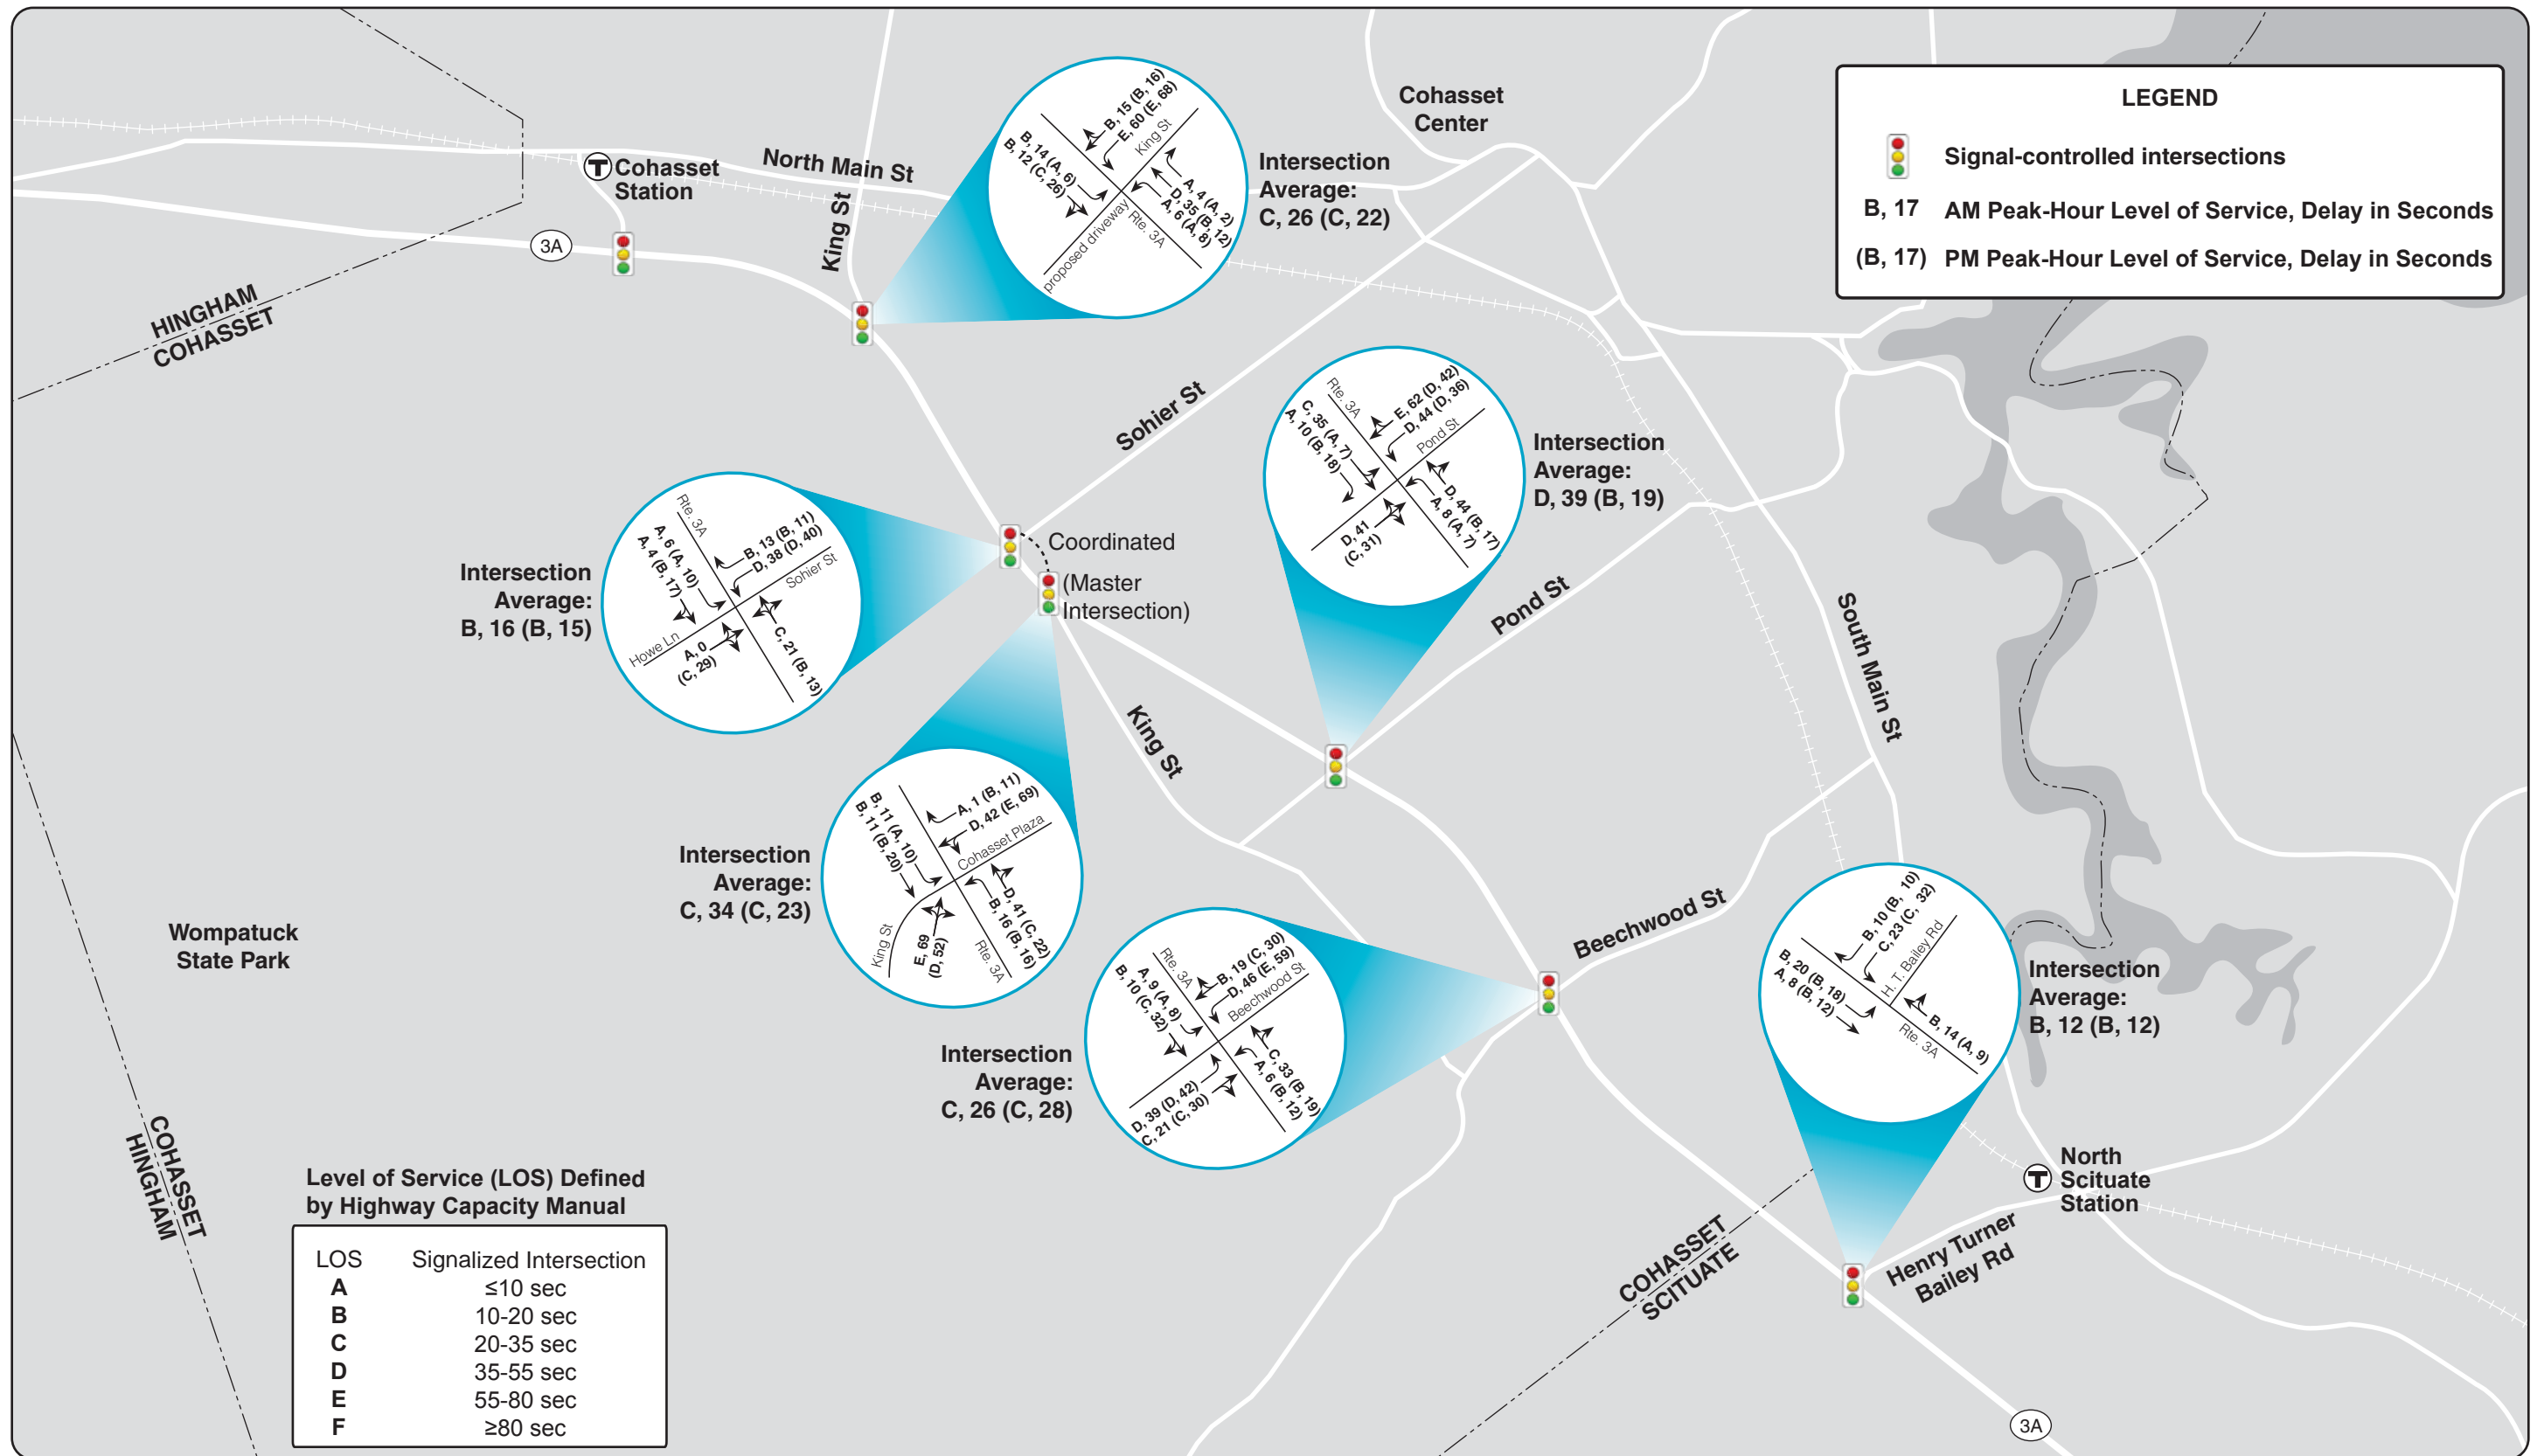 LEGEND
Signal-controlled intersections
B, 17 AM Peak-Hour Level of Service, Delay in Seconds
(B, 17) PM Peak-Hour Level of Service, Delay in Seconds
Cohasset
Center
Cohasset
Station
North Main St
King St
3A
HINGHAM
COHASSET
B, 15 (B, 16)
E, 60 (E, 68)
King St
B, 14 (A, 6)
B, 12 (C, 26)
A, 4 (A, 2)
D, 35 (B, 12)
A, 6 (A, 8)
Rte. 3A
proposed driveway
Intersection
Average:
C, 26 (C, 22)
Sohier St
Rte. 3A
E, 62 (D, 42)
D, 44 (D, 36)
Pond St
C, 35 (A, 7)
A, 10 (B, 18)
D, 44 (B, 17)
A, 8 (A, 7)
D, 41
(C, 31)
Intersection
Average:
D, 39 (B, 19)
Rte. 3A
B, 13 (B, 11)
D, 38 (D, 40)
Sohier St
A, 6 (A, 10)
A, 4 (B, 17)
Howe Ln
A, 0
(C, 29)
C, 21 (B, 13)
Intersection
Average:
B, 16 (B, 15)
Coordinated
(Master
Intersection)
Pond St
South Main St
King St
A, 1 (B, 11)
D, 42 (E, 69)
Cohasset Plaza
B, 11 (A, 10)
B, 11 (B, 20)
D, 41 (C, 22)
B, 16 (B, 16)
King St
E, 69
(D, 52)
Rte. 3A
Intersection
Average:
C, 34 (C, 23)
Beechwood St
Rte. 3A
B, 19 (C, 30)
D, 46 (E, 59)
Beechwood St
A, 9 (A, 8)
B, 10 (C, 32)
C, 33 (B, 19)
A, 6 (B, 12)
D, 39 (D, 42)
C, 21 (C, 30)
Intersection
Average:
C, 26 (C, 28)
B, 10 (B, 10)
C, 23 (C, 32)
H. T. Bailey Rd
B, 20 (B, 18)
A, 8 (B, 12)
B, 14 (A, 9)
Rte. 3A
Intersection
Average:
B, 12 (B, 12)
Wompatuck
State Park
COHASSET
HINGHAM
North
Scituate
Station
COHASSET
SCITUATE
Henry Turner
Bailey Rd
3A
Level of Service (LOS) Defined
by Highway Capacity Manual
LOS Signalized Intersection
A ≤10 sec
B 10-20 sec
C 20-35 sec
D 35-55 sec
E 55-80 sec
F ≥80 sec